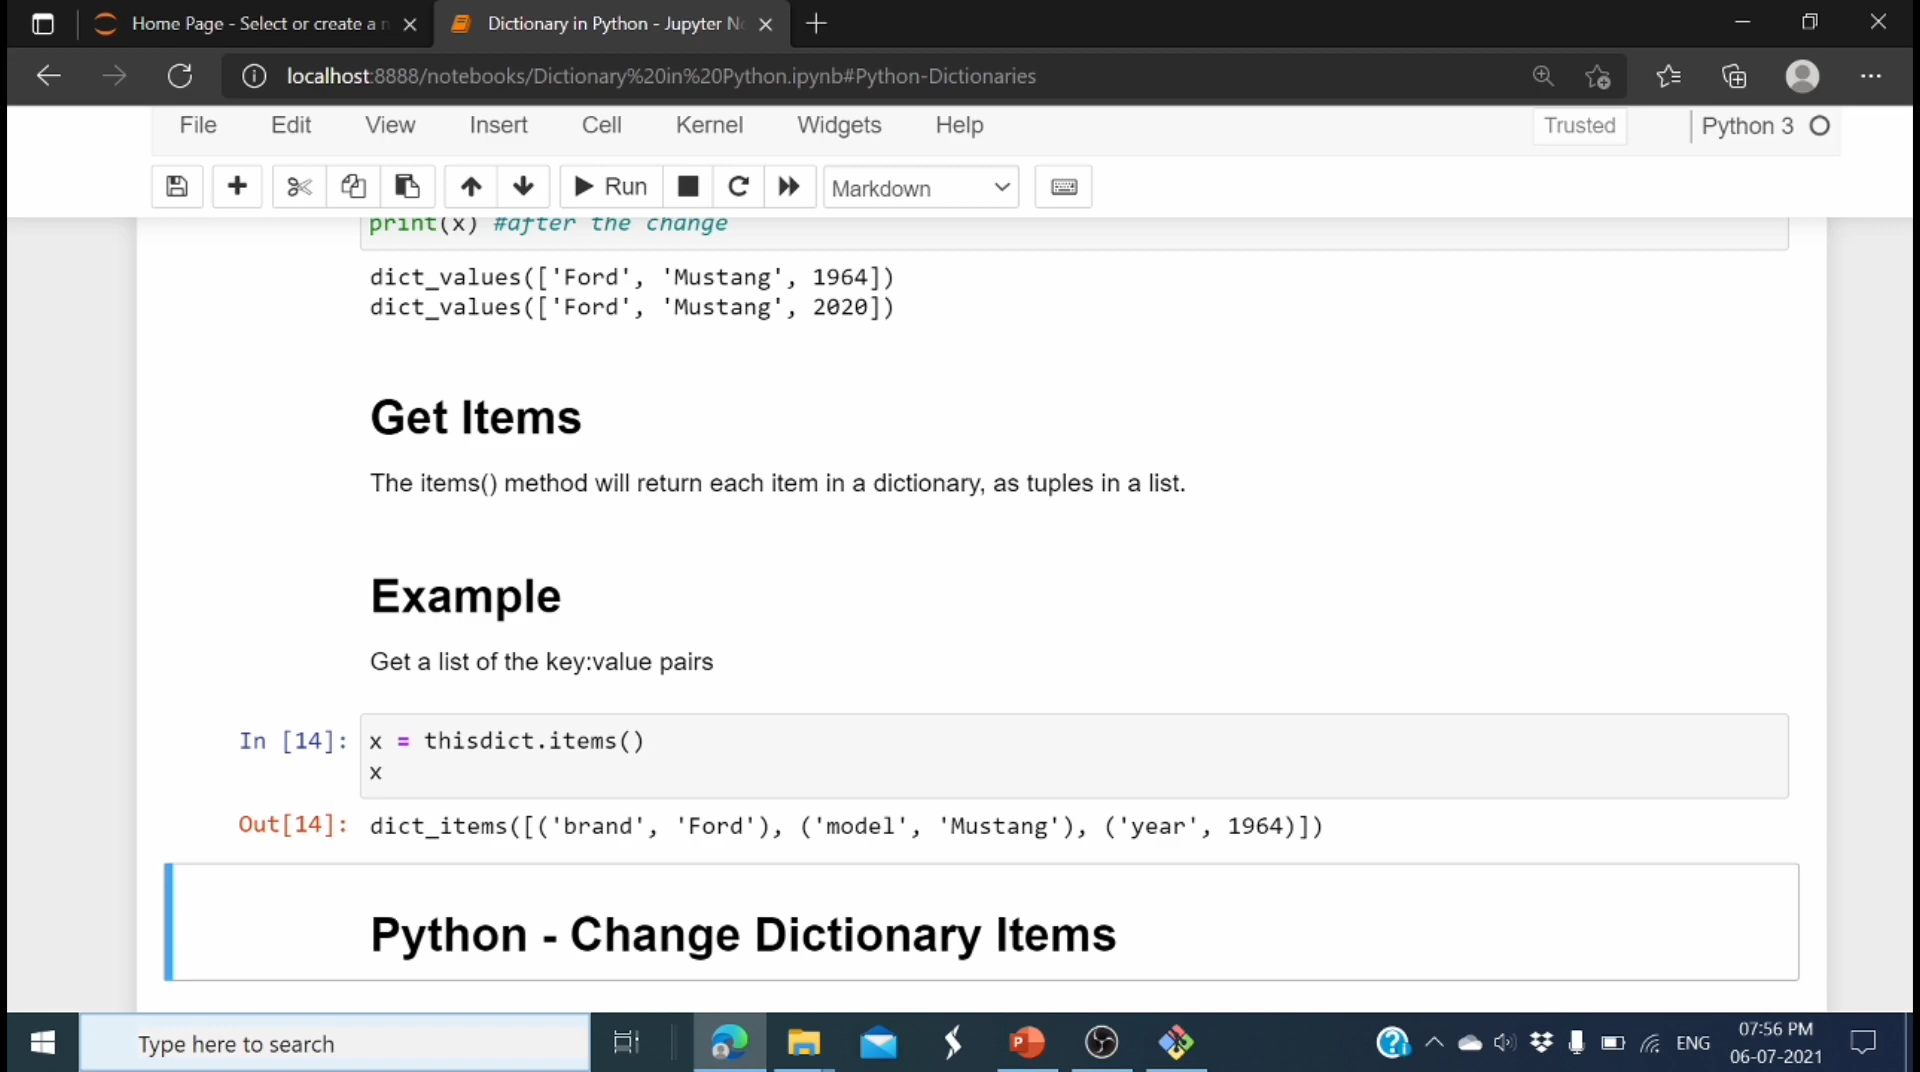 Home Page - Select or create a n
Dictionary in Python - Jupyter No
localhost:8888/notebooks/Dictionary%20in%20Python.ipynb#Python-Dictionaries
File Edit View Insert Cell Kernel Widgets Help
Trusted
Python 3
Run
Markdown
print(x) #after the change
dict_values(['Ford', 'Mustang', 1964])
dict_values(['Ford', 'Mustang', 2020])
Get Items
The items() method will return each item in a dictionary, as tuples in a list.
Example
Get a list of the key:value pairs
In [14]: x = thisdict.items()
x
Out[14]: dict_items([('brand', 'Ford'), ('model', 'Mustang'), ('year', 1964)])
Python - Change Dictionary Items
Type here to search
ENG
07:56 PM
06-07-2021